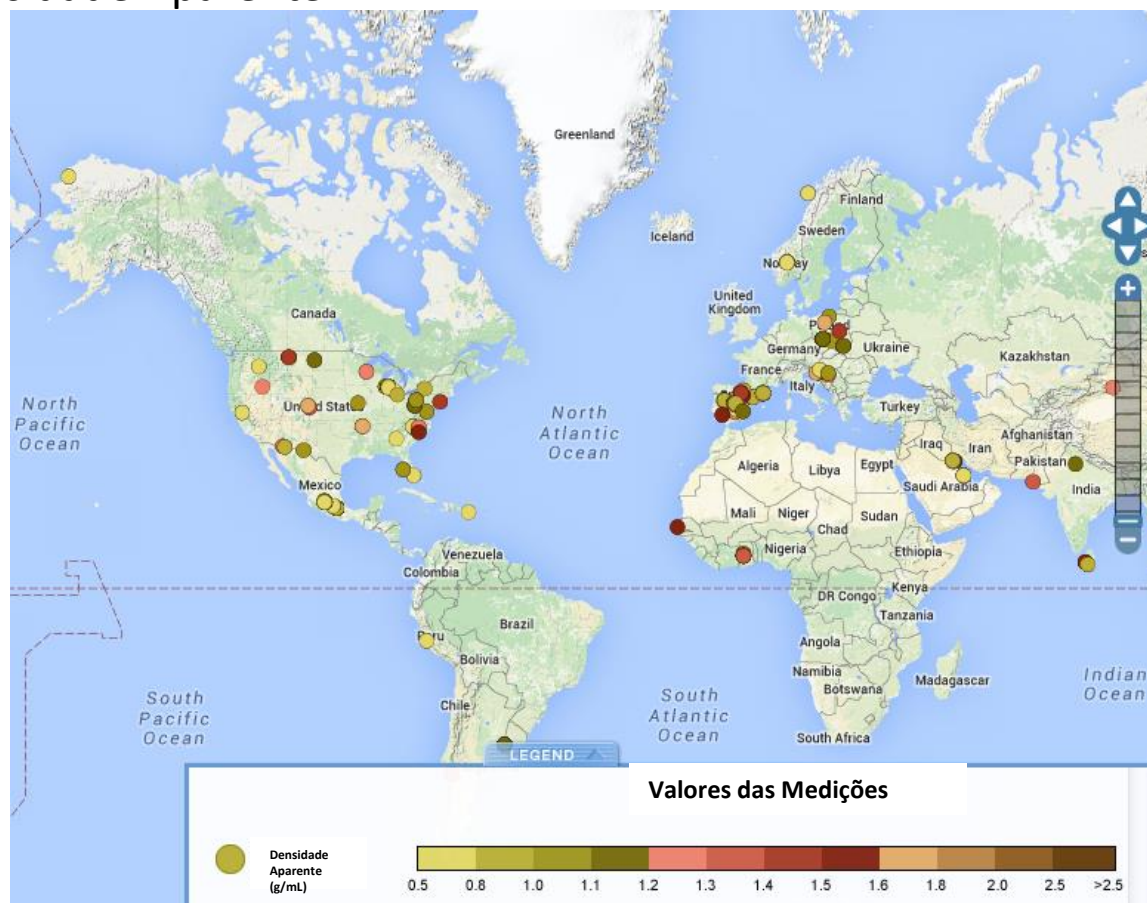 Greenland
Finland
Iceland
Sweden
Norway
Canada
United
Kingdom
Poland
Germany
Ukraine
France
Kazakhstan
Italy
North
Pacific
Ocean
United States
North
Atlantic
Ocean
Turkey
Iraq
Iran
Afghanistan
Pakistan
Algeria
Libya
Egypt
Saudi Arabia
India
Mexico
Mali
Niger
Chad
Sudan
Nigeria
Ethiopia
Venezuela
Colombia
Kenya
DR Congo
Tanzania
Brazil
Peru
Bolivia
Angola
Namibia
Botswana
Madagascar
Indian
Ocean
South
Pacific
Ocean
Chile
South
Atlantic
Ocean
South Africa
LEGEND
Valores das Medições
Densidade
Aparente
(g/mL)
0.5 0.8 1.0 1.1 1.2 1.3 1.4 1.5 1.6 1.8 2.0 2.5 >2.5